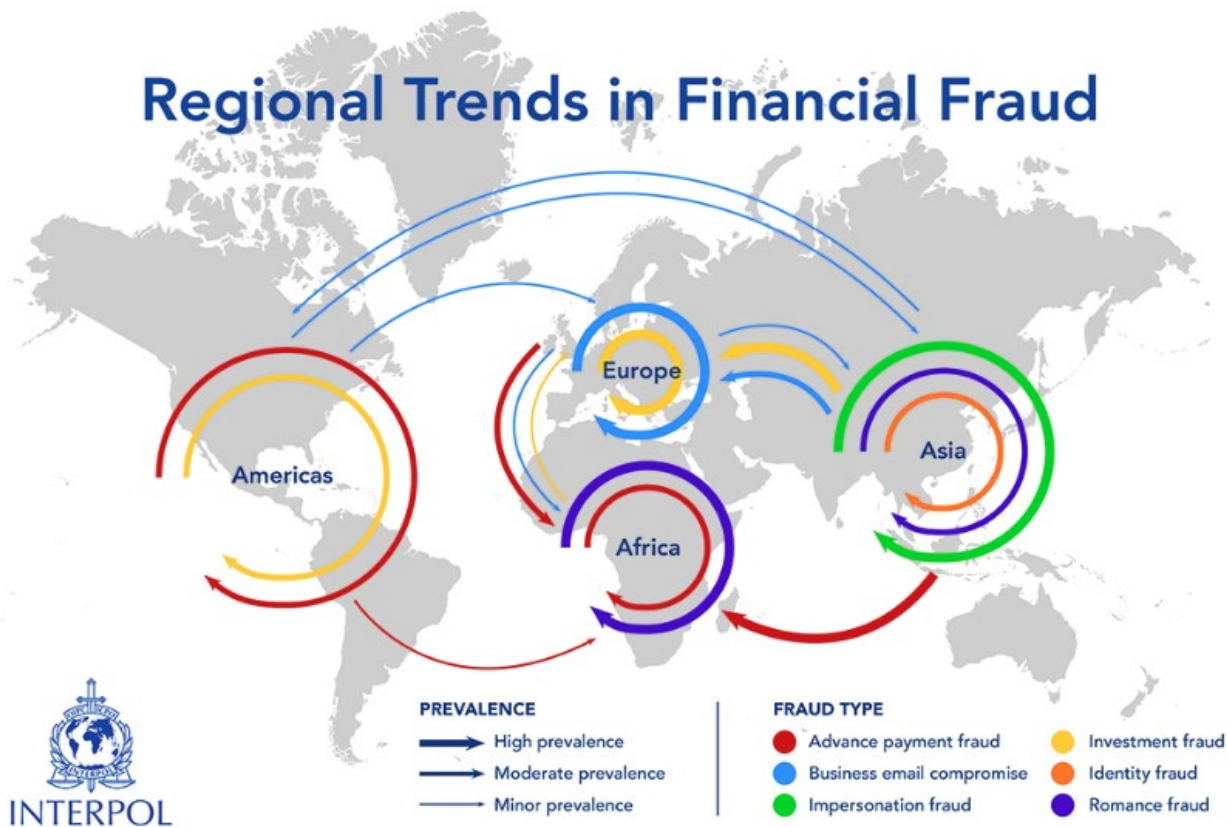 Regional Trends in Financial Fraud
Europe
Americas
Asia
Africa
PREVALENCE
High prevalence
Moderate prevalence
Minor prevalence
FRAUD TYPE
Advance payment fraud
Business email compromise
Impersonation fraud
Investment fraud
Identity fraud
Romance fraud
INTERPOL
INTERPOL